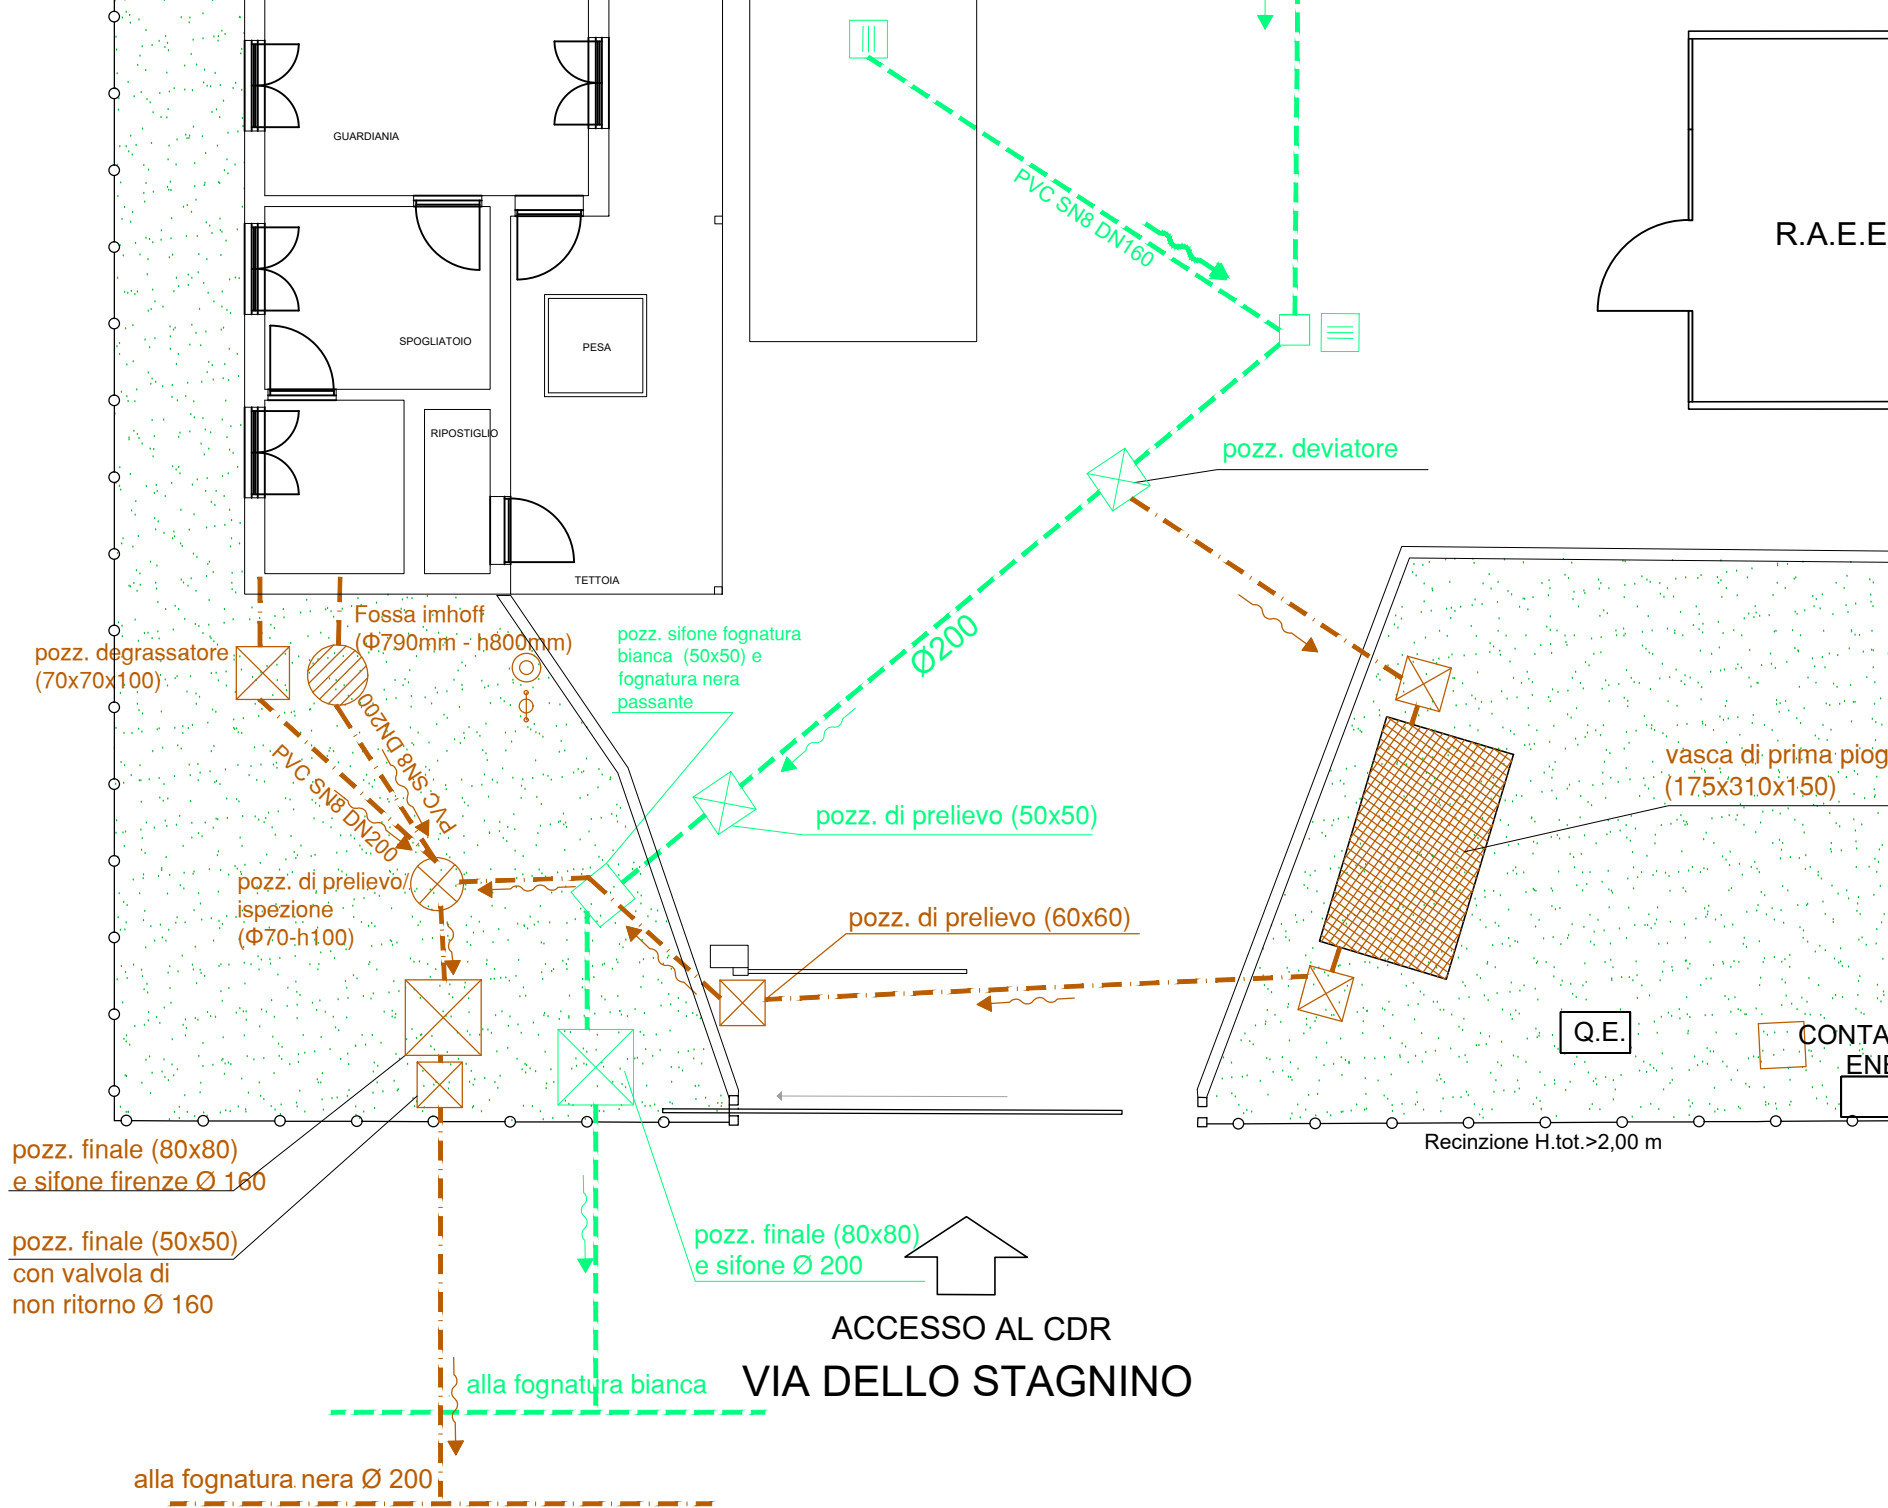 GUARDIANIA
PVC SN8 DN160
R.A.E.E
SPOGLIATOIO
PESA
RIPOSTIGLIO
pozz. deviatore
TETTOIA
Fossa imhoff
(Φ790mm - h800mm)
pozz. degrassatore
(70x70x100)
pozz. sifone fognatura
bianca (50x50) e
fognatura nera
passante
Ø200
PVC SN8 DN200
PVC SN8 DN200
vasca di prima piog
(175x310x150)
pozz. di prelievo (50x50)
pozz. di prelievo/
ispezione
(Φ70-h100)
pozz. di prelievo (60x60)
Q.E.
CONTA
ENE
Recinzione H.tot.>2,00 m
pozz. finale (80x80)
e sifone firenze Ø 160
pozz. finale (50x50)
con valvola di
non ritorno Ø 160
pozz. finale (80x80)
e sifone Ø 200
ACCESSO AL CDR
VIA DELLO STAGNINO
alla fognatura bianca
alla fognatura nera Ø 200